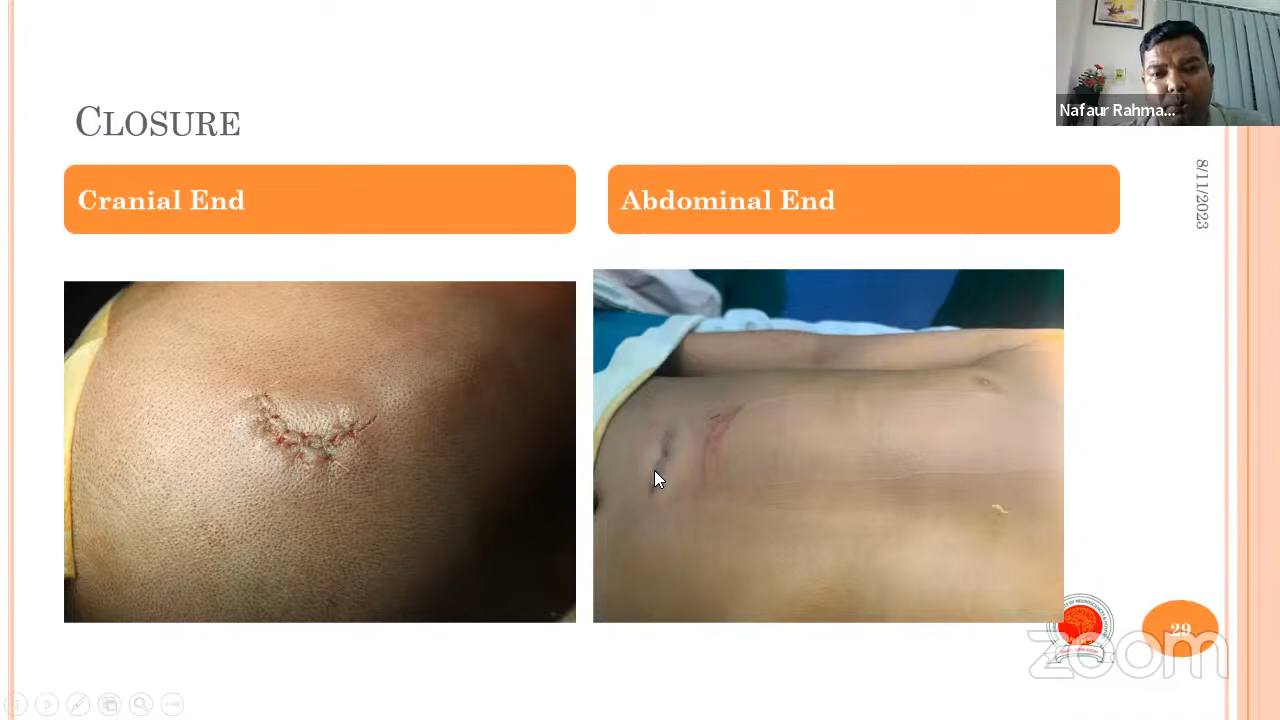 Nafaur Rahma...
CLOSURE
Cranial End
Abdominal End
8/11/2023
29
zoom